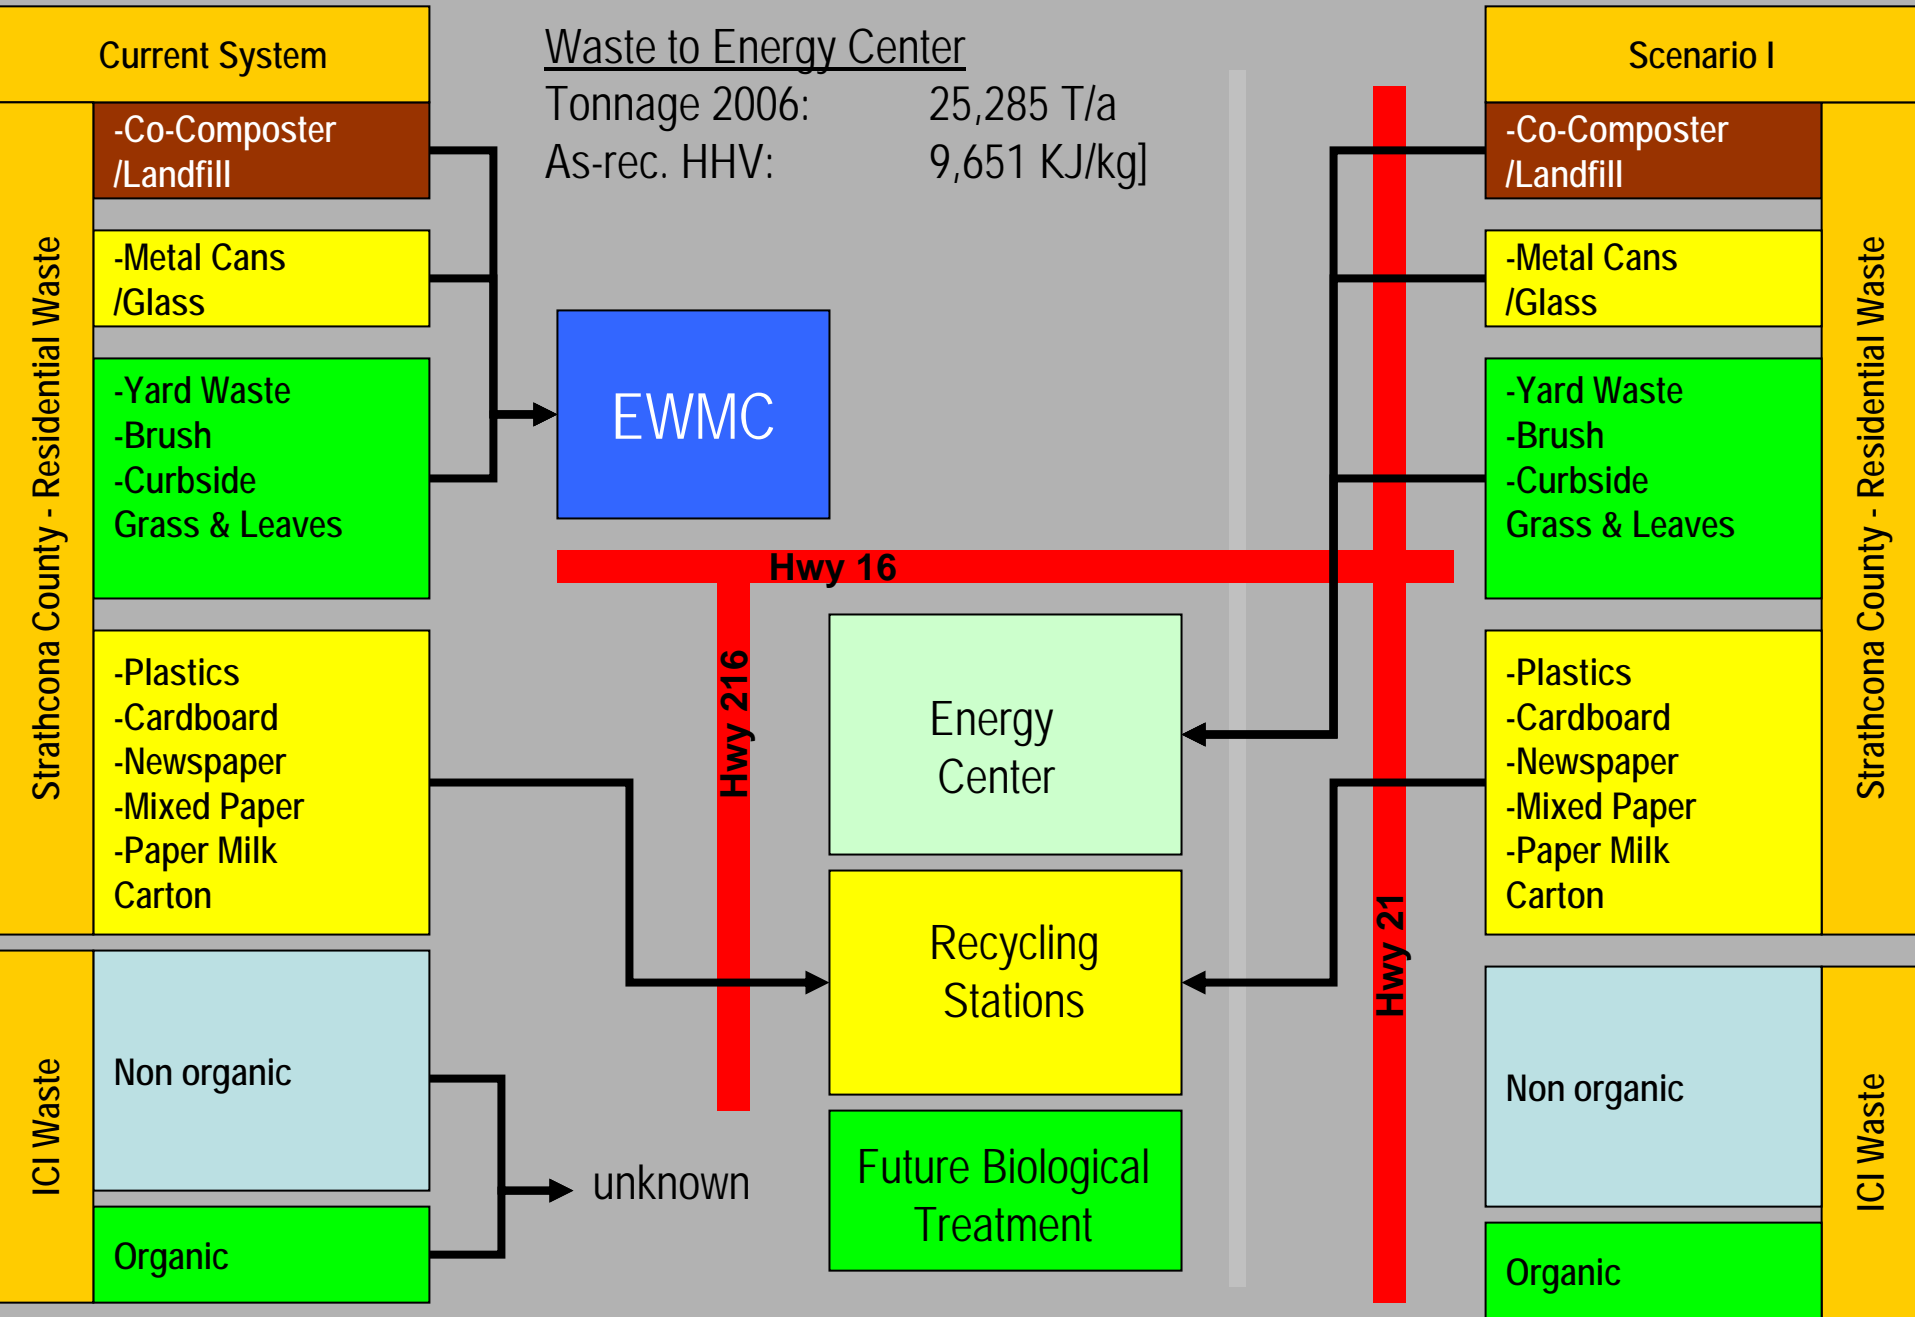 Current System
Strathcona County - Residential Waste
-Co-Composter
/Landfill
-Metal Cans
/Glass
-Yard Waste
-Brush
-Curbside
Grass & Leaves
-Plastics
-Cardboard
-Newspaper
-Mixed Paper
-Paper Milk
Carton
ICI Waste
Non organic
Organic
Waste to Energy Center
Tonnage 2006: 25,285 T/a
As-rec. HHV: 9,651 KJ/kg]
EWMC
Hwy 16
Hwy 216
Energy
Center
Recycling
Stations
Hwy 21
unknown
Future Biological
Treatment
Scenario I
-Co-Composter
/Landfill
-Metal Cans
/Glass
-Yard Waste
-Brush
-Curbside
Grass & Leaves
-Plastics
-Cardboard
-Newspaper
-Mixed Paper
-Paper Milk
Carton
Strathcona County - Residential Waste
Non organic
Organic
ICI Waste